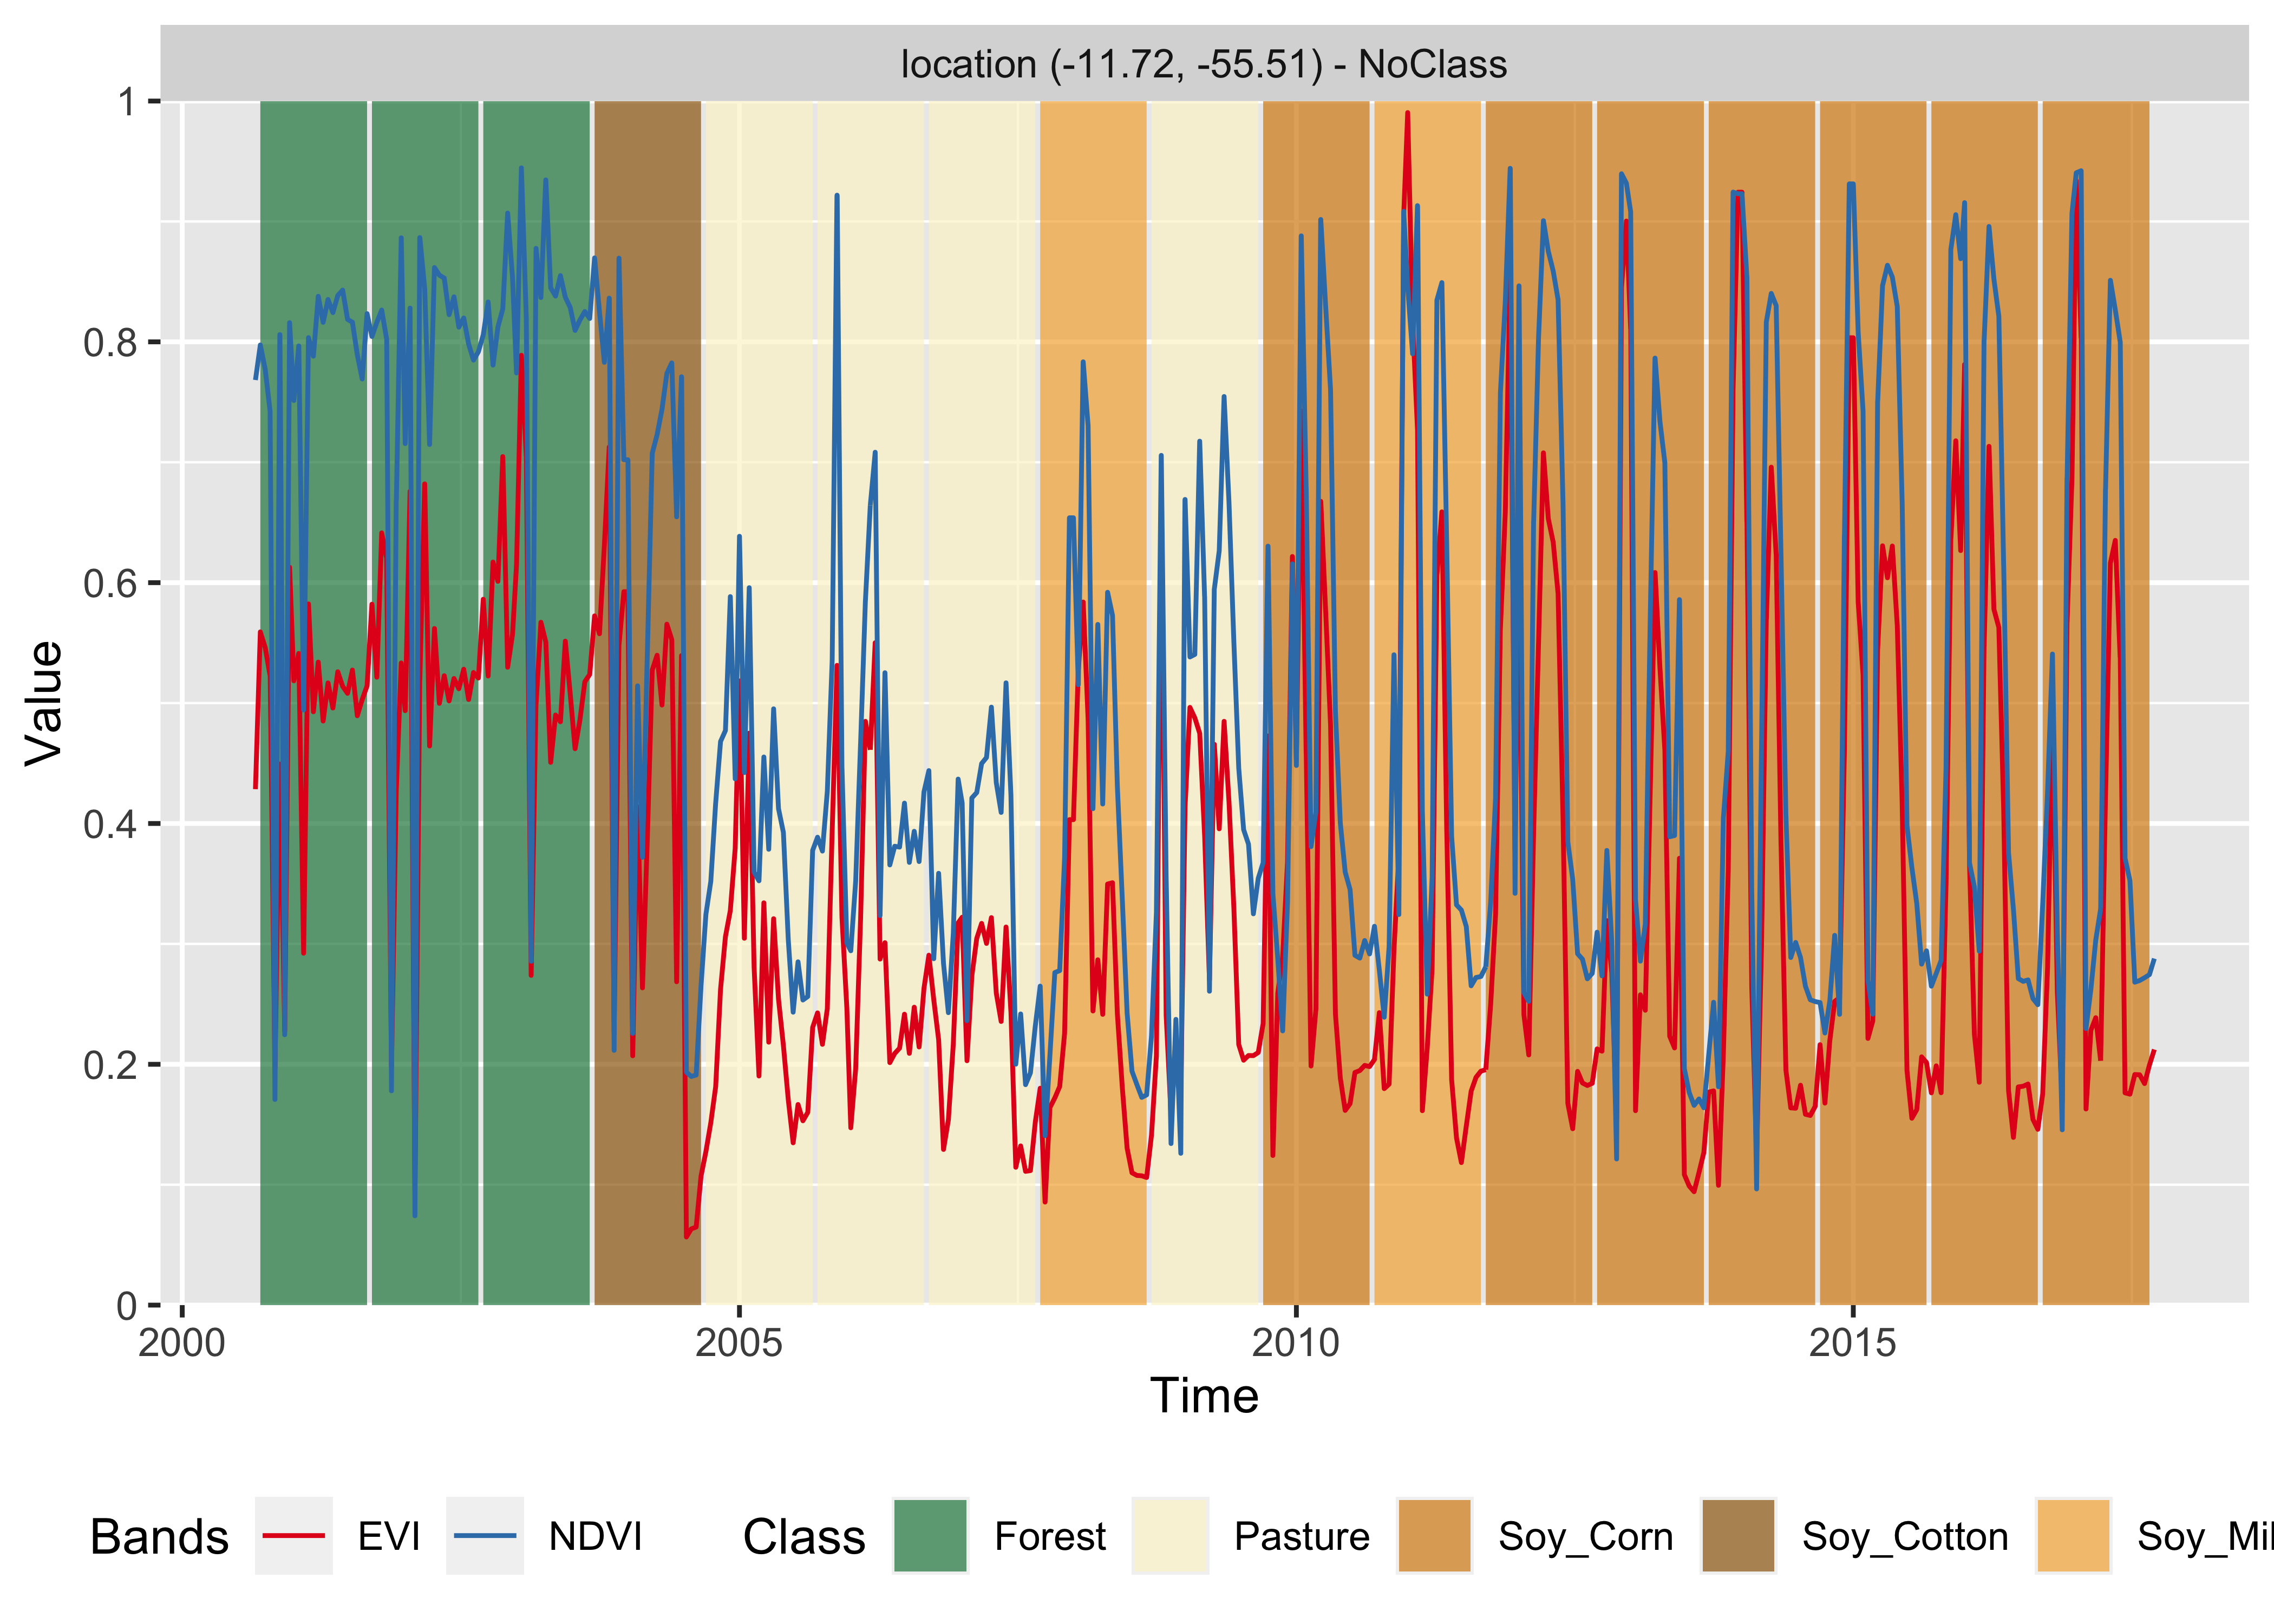 location (-11.72, -55.51) - NoClass
1
0.8
0.6
0.4
0.2
0
Value
2000 2005 2010 2015
Time
Bands EVI NDVI Class Forest Pasture Soy_Corn Soy_Cotton Soy_Mil